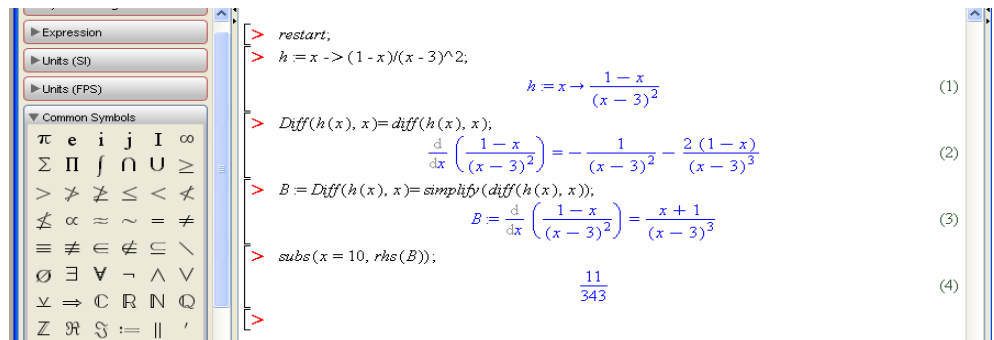 Expression
Units (SI)
Units (FPS)
Common Symbols
π e i j I ∞
Σ Π ∫ ∩ ∪ ≥
> ≯ ≱ ≤ < ≮
≰ ∝ ≈ ∼ = ≠
≡ ≢ ∈ ∉ ⊆ \
∅ ∃ ∀ ¬ ∧ ∨
⊻ ⇒ ℂ ℝ ℕ ℚ
ℤ ℜ ℑ := ∥ ′
> restart;
> h := x -> (1 - x)/(x - 3)^2;
h := x → (1 − x)/(x − 3)² (1)
> Diff(h(x), x)= diff(h(x), x);
d/dx ((1 − x)/(x − 3)²) = − 1/(x − 3)² − 2 (1 − x)/(x − 3)³ (2)
> B := Diff(h(x), x)= simplify(diff(h(x), x));
B := d/dx ((1 − x)/(x − 3)²) = (x + 1)/(x − 3)³ (3)
> subs(x = 10, rhs(B));
11/343 (4)
>